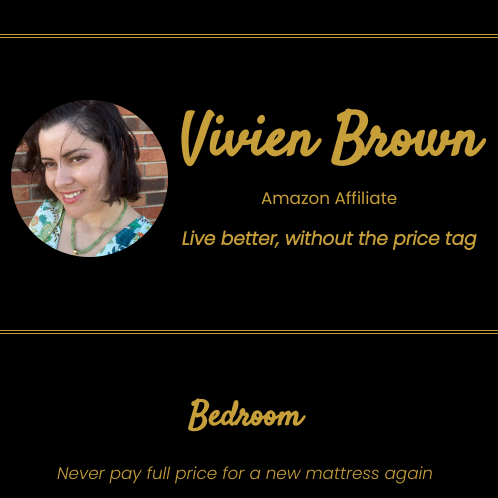 Vivien Brown
Amazon Affiliate
Live better, without the price tag
Bedroom
Never pay full price for a new mattress again